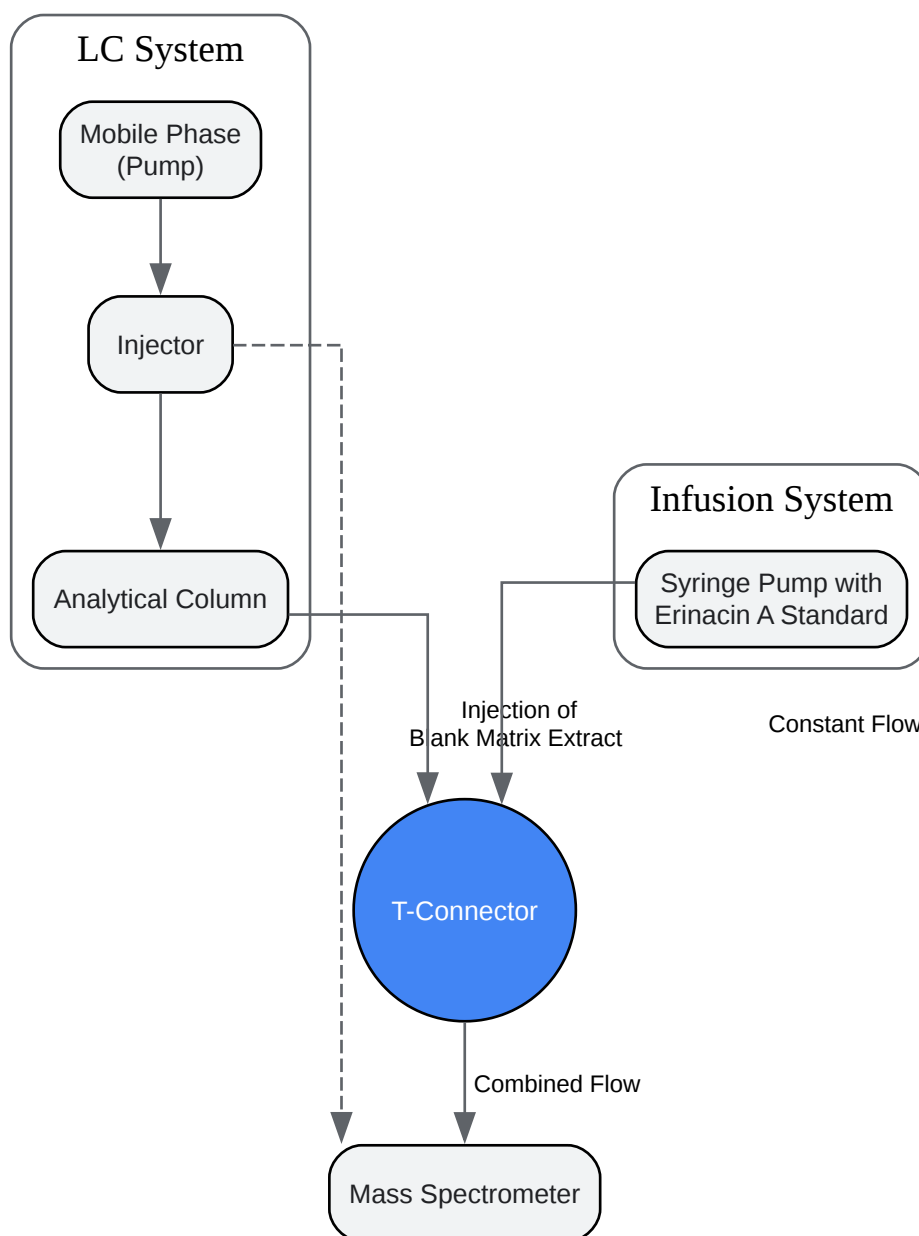 LC System
Mobile Phase
(Pump)
Injector
Analytical Column
Infusion System
Syringe Pump with
Erinacin A Standard
Injection of
Blank Matrix Extract
Constant Flow
T-Connector
Combined Flow
Mass Spectrometer